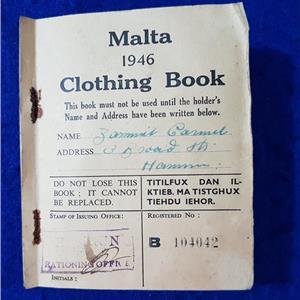 Malta
1946
Clothing Book
This book must not be used until the holder's
Name and Address have been written below.
NAME Zammit Carmel
ADDRESS
Hamrun
DO NOT LOSE THIS
BOOK ; IT CANNOT
BE REPLACED.
TITILFUX DAN IL-
KTIEB. MA TISTGHUX
TIEHDU IEHOR.
STAMP OF ISSUING OFFICE:
RATIONING OFFICE
INITIALS ;
REGISTERED NO :
B 104042